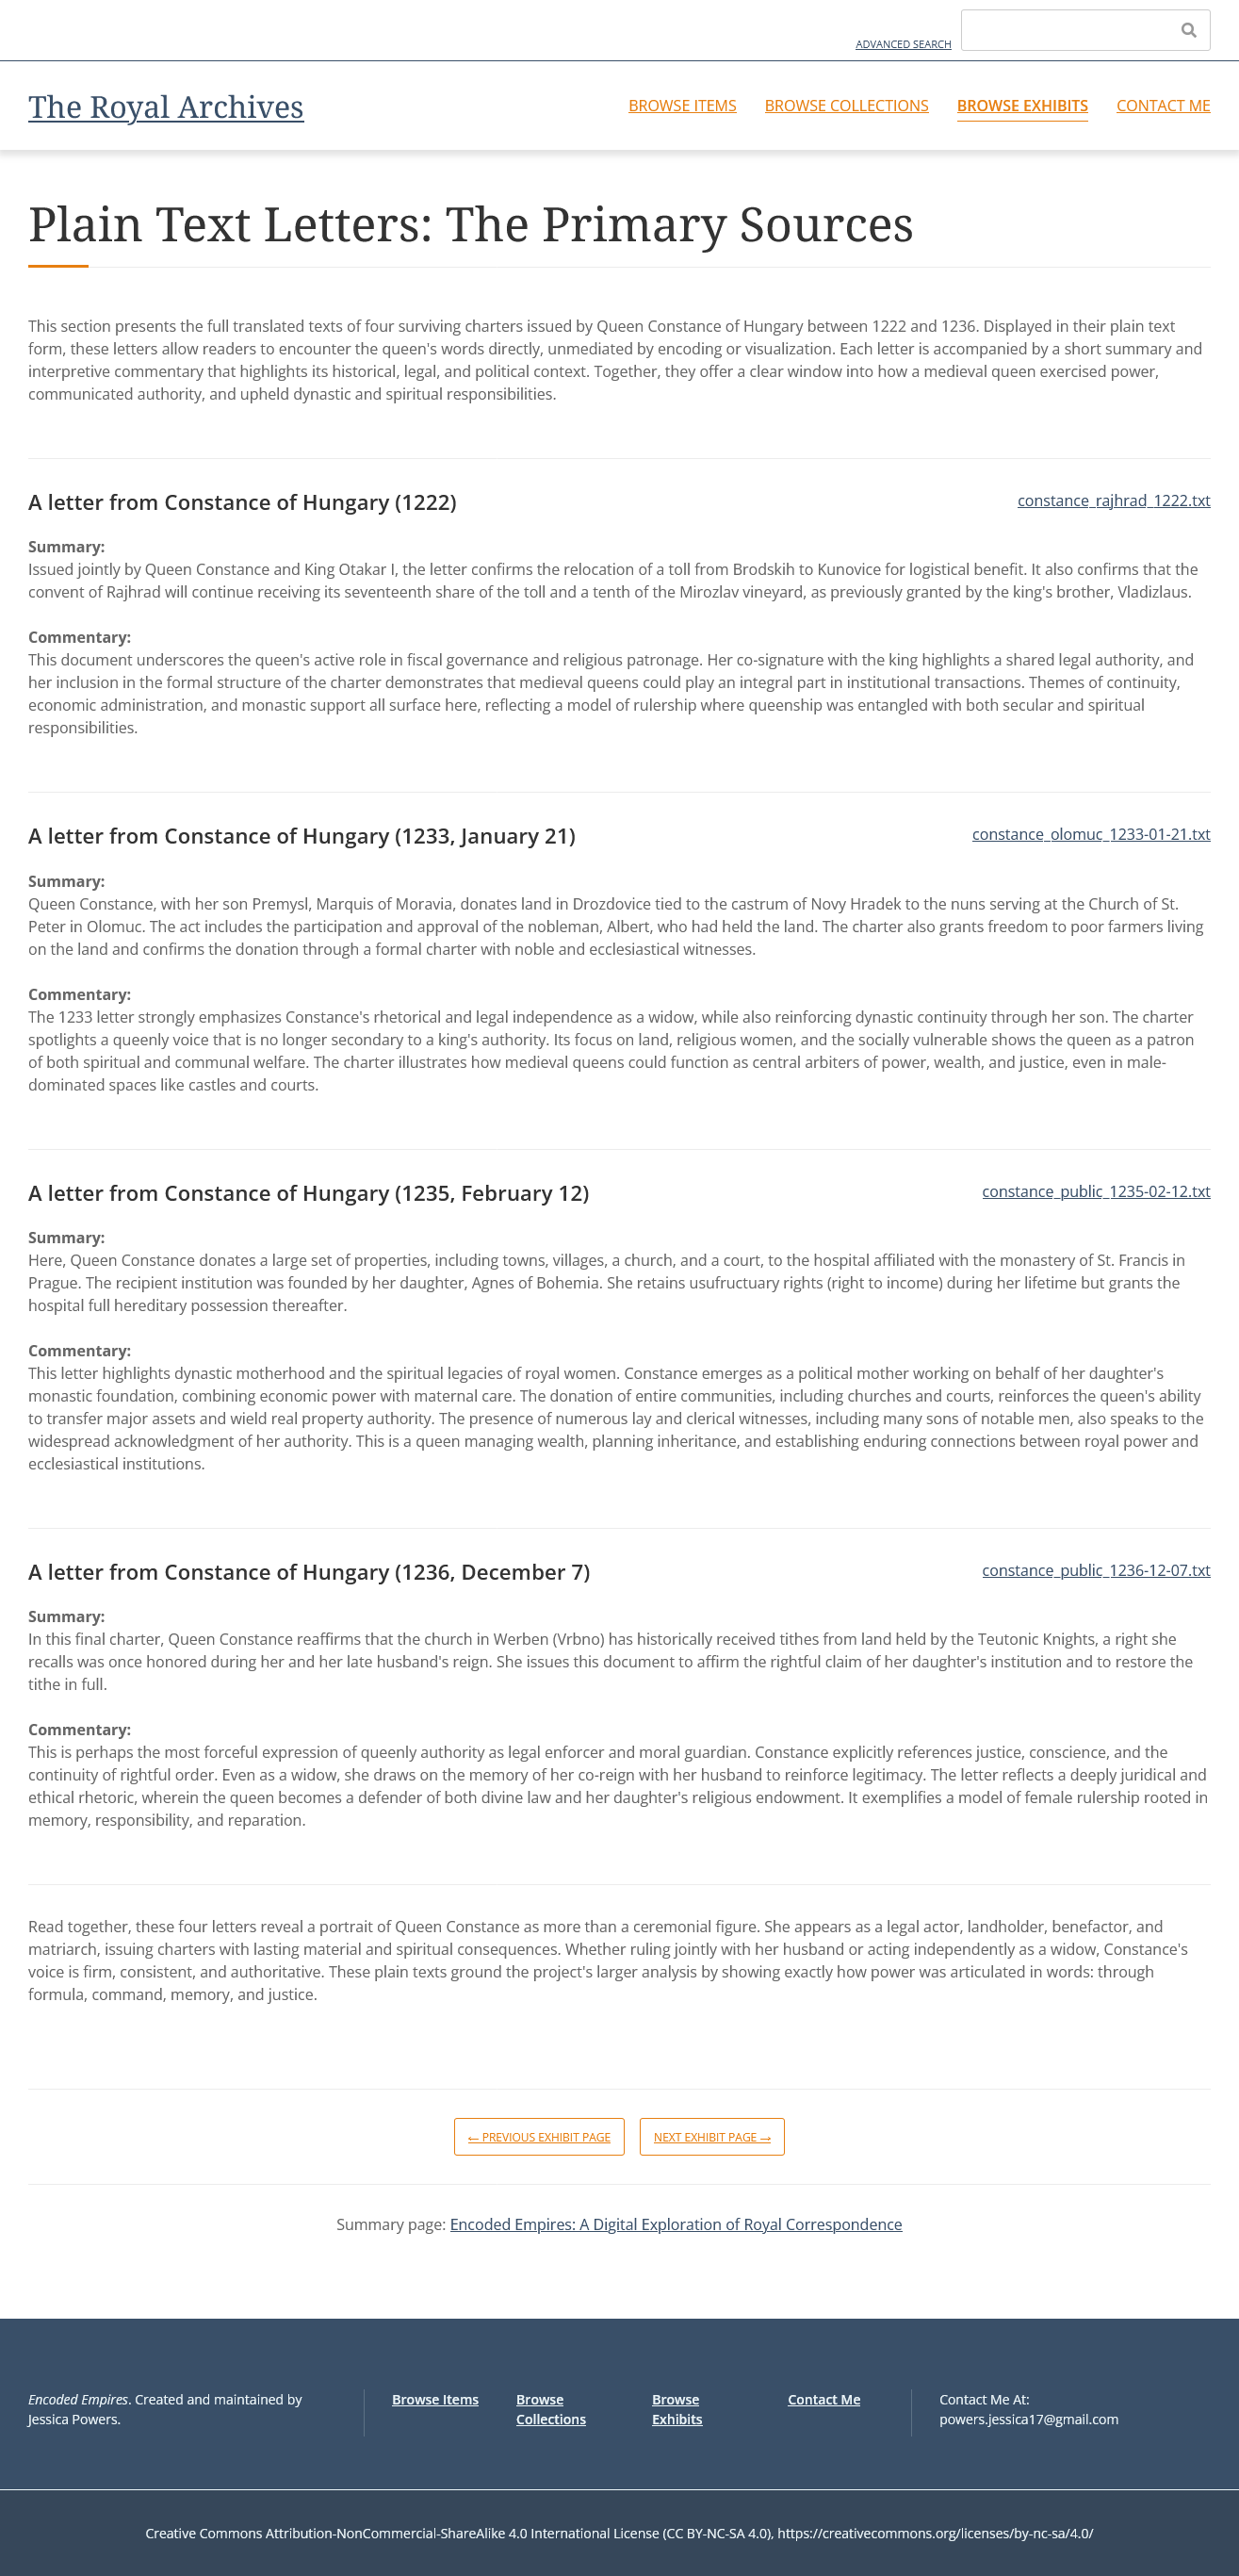 ADVANCED SEARCH
The Royal Archives
BROWSE ITEMS
BROWSE COLLECTIONS
BROWSE EXHIBITS
CONTACT ME
Plain Text Letters: The Primary Sources
This section presents the full translated texts of four surviving charters issued by Queen Constance of Hungary between 1222 and 1236. Displayed in their plain text
form, these letters allow readers to encounter the queen's words directly, unmediated by encoding or visualization. Each letter is accompanied by a short summary and
interpretive commentary that highlights its historical, legal, and political context. Together, they offer a clear window into how a medieval queen exercised power,
communicated authority, and upheld dynastic and spiritual responsibilities.
A letter from Constance of Hungary (1222)
constance_rajhrad_1222.txt
Summary:
Issued jointly by Queen Constance and King Otakar I, the letter confirms the relocation of a toll from Brodskih to Kunovice for logistical benefit. It also confirms that the
convent of Rajhrad will continue receiving its seventeenth share of the toll and a tenth of the Mirozlav vineyard, as previously granted by the king's brother, Vladizlaus.
Commentary:
This document underscores the queen's active role in fiscal governance and religious patronage. Her co-signature with the king highlights a shared legal authority, and
her inclusion in the formal structure of the charter demonstrates that medieval queens could play an integral part in institutional transactions. Themes of continuity,
economic administration, and monastic support all surface here, reflecting a model of rulership where queenship was entangled with both secular and spiritual
responsibilities.
A letter from Constance of Hungary (1233, January 21)
constance_olomuc_1233-01-21.txt
Summary:
Queen Constance, with her son Premysl, Marquis of Moravia, donates land in Drozdovice tied to the castrum of Novy Hradek to the nuns serving at the Church of St.
Peter in Olomuc. The act includes the participation and approval of the nobleman, Albert, who had held the land. The charter also grants freedom to poor farmers living
on the land and confirms the donation through a formal charter with noble and ecclesiastical witnesses.
Commentary:
The 1233 letter strongly emphasizes Constance's rhetorical and legal independence as a widow, while also reinforcing dynastic continuity through her son. The charter
spotlights a queenly voice that is no longer secondary to a king's authority. Its focus on land, religious women, and the socially vulnerable shows the queen as a patron
of both spiritual and communal welfare. The charter illustrates how medieval queens could function as central arbiters of power, wealth, and justice, even in male-
dominated spaces like castles and courts.
A letter from Constance of Hungary (1235, February 12)
constance_public_1235-02-12.txt
Summary:
Here, Queen Constance donates a large set of properties, including towns, villages, a church, and a court, to the hospital affiliated with the monastery of St. Francis in
Prague. The recipient institution was founded by her daughter, Agnes of Bohemia. She retains usufructuary rights (right to income) during her lifetime but grants the
hospital full hereditary possession thereafter.
Commentary:
This letter highlights dynastic motherhood and the spiritual legacies of royal women. Constance emerges as a political mother working on behalf of her daughter's
monastic foundation, combining economic power with maternal care. The donation of entire communities, including churches and courts, reinforces the queen's ability
to transfer major assets and wield real property authority. The presence of numerous lay and clerical witnesses, including many sons of notable men, also speaks to the
widespread acknowledgment of her authority. This is a queen managing wealth, planning inheritance, and establishing enduring connections between royal power and
ecclesiastical institutions.
A letter from Constance of Hungary (1236, December 7)
constance_public_1236-12-07.txt
Summary:
In this final charter, Queen Constance reaffirms that the church in Werben (Vrbno) has historically received tithes from land held by the Teutonic Knights, a right she
recalls was once honored during her and her late husband's reign. She issues this document to affirm the rightful claim of her daughter's institution and to restore the
tithe in full.
Commentary:
This is perhaps the most forceful expression of queenly authority as legal enforcer and moral guardian. Constance explicitly references justice, conscience, and the
continuity of rightful order. Even as a widow, she draws on the memory of her co-reign with her husband to reinforce legitimacy. The letter reflects a deeply juridical and
ethical rhetoric, wherein the queen becomes a defender of both divine law and her daughter's religious endowment. It exemplifies a model of female rulership rooted in
memory, responsibility, and reparation.
Read together, these four letters reveal a portrait of Queen Constance as more than a ceremonial figure. She appears as a legal actor, landholder, benefactor, and
matriarch, issuing charters with lasting material and spiritual consequences. Whether ruling jointly with her husband or acting independently as a widow, Constance's
voice is firm, consistent, and authoritative. These plain texts ground the project's larger analysis by showing exactly how power was articulated in words: through
formula, command, memory, and justice.
← PREVIOUS EXHIBIT PAGE
NEXT EXHIBIT PAGE →
Summary page: Encoded Empires: A Digital Exploration of Royal Correspondence
Encoded Empires. Created and maintained by
Jessica Powers.
Browse Items
Browse
Collections
Browse
Exhibits
Contact Me
Contact Me At:
powers.jessica17@gmail.com
Creative Commons Attribution-NonCommercial-ShareAlike 4.0 International License (CC BY-NC-SA 4.0), https://creativecommons.org/licenses/by-nc-sa/4.0/